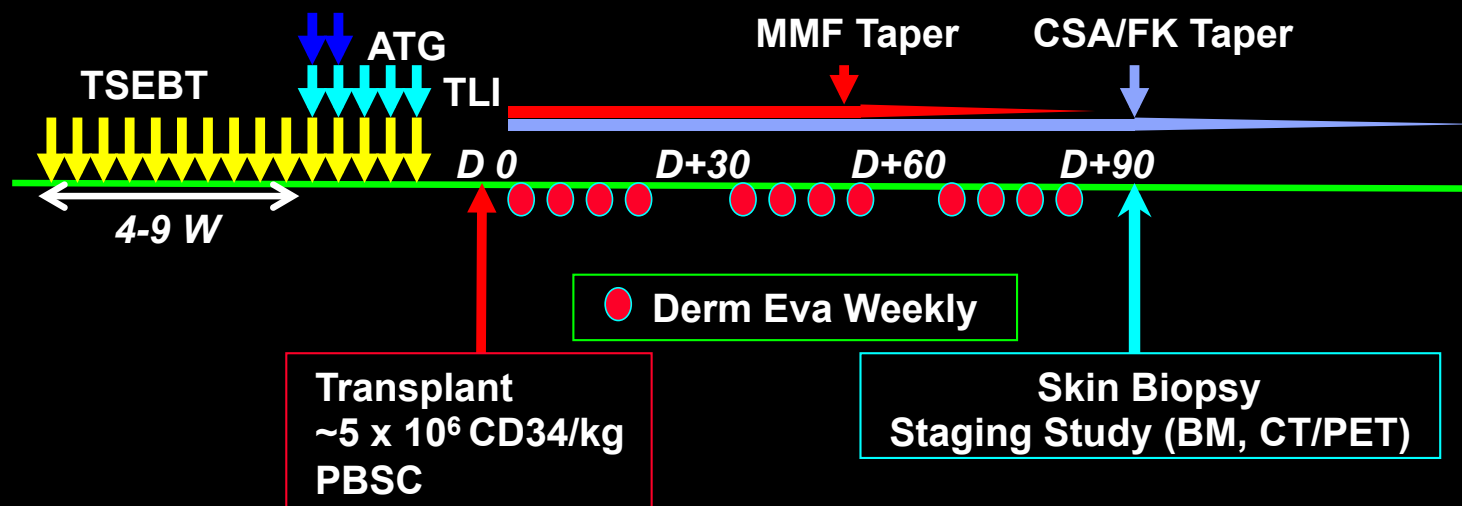 MMF Taper
CSA/FK Taper
ATG
TSEBT
TLI
D 0
D+30
D+60
D+90
4-9 W
Derm Eva Weekly
Transplant
~5 x 10⁶ CD34/kg
PBSC
Skin Biopsy
Staging Study (BM, CT/PET)